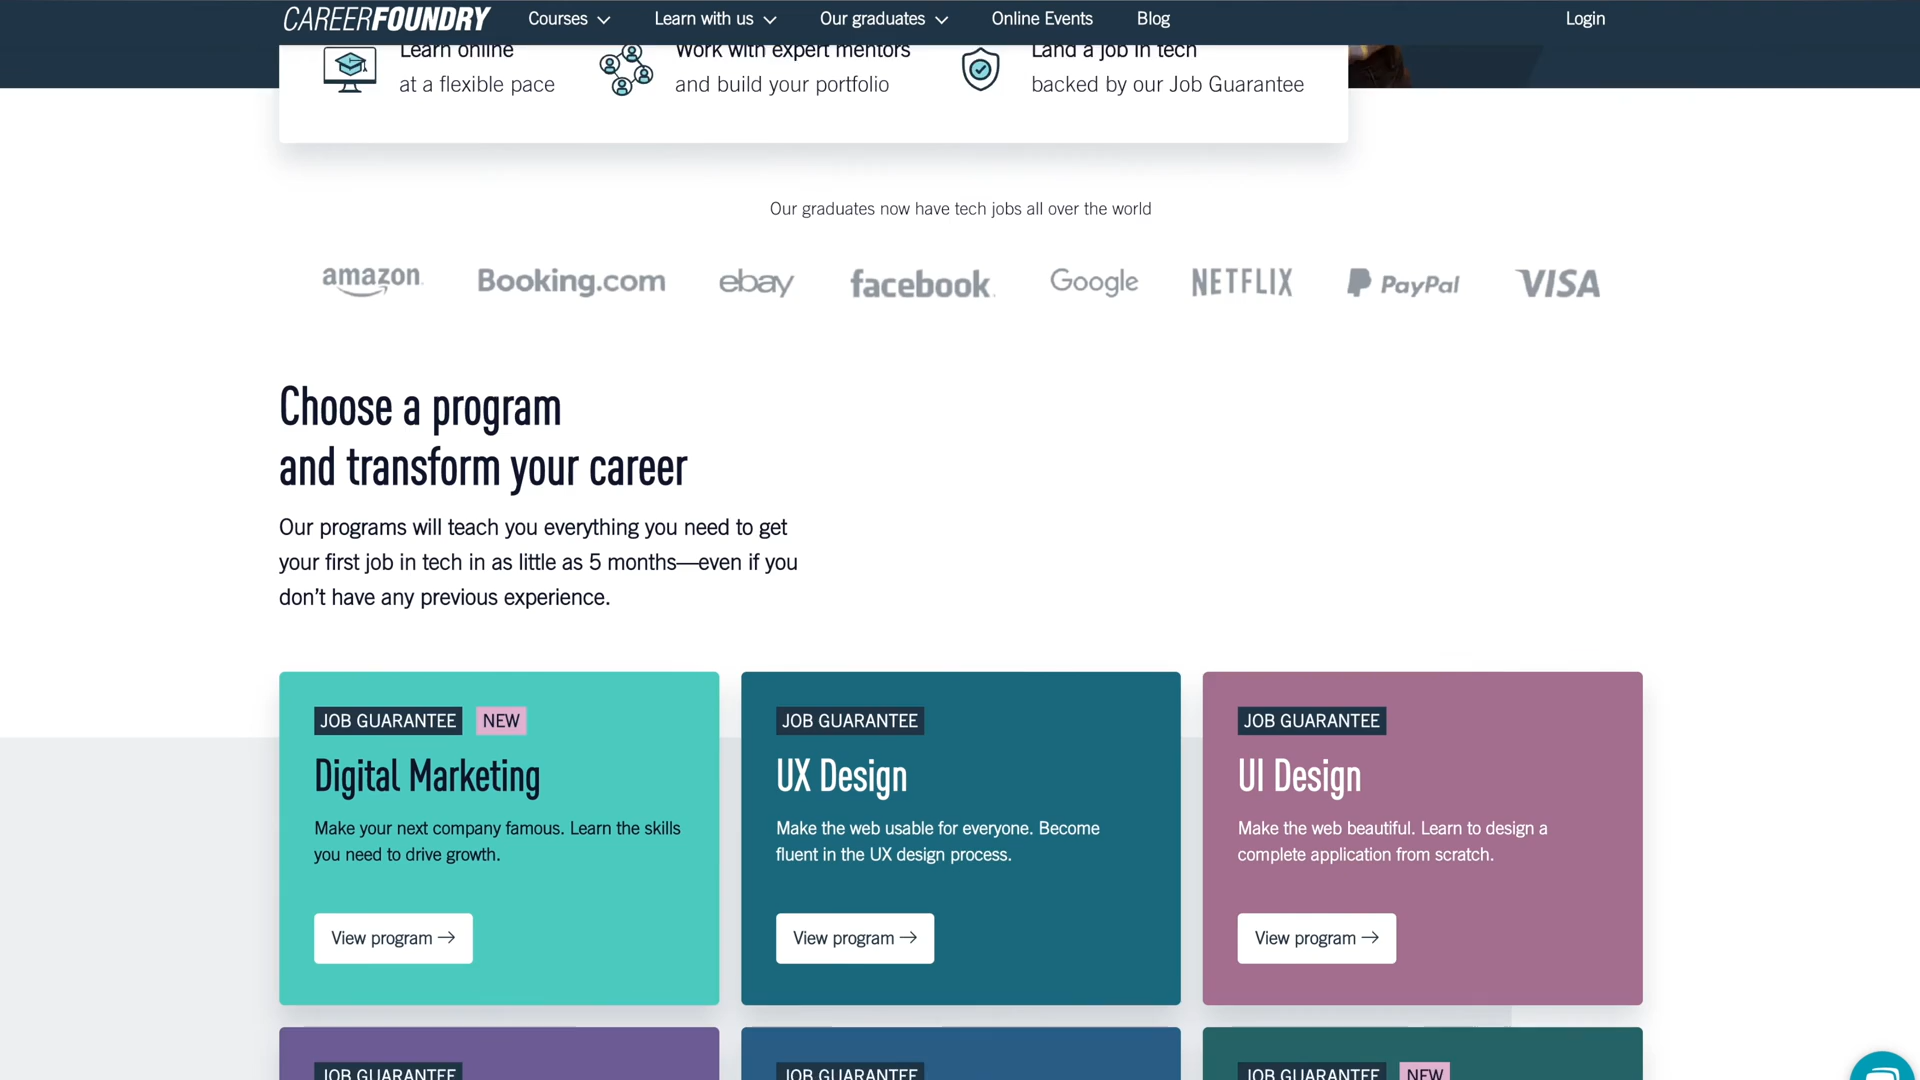 CAREERFOUNDRY Courses Learn with us Our graduates Online Events Blog Login
Learn online Work with expert mentors Land a job in tech
at a flexible pace and build your portfolio backed by our Job Guarantee
Our graduates now have tech jobs all over the world
amazon Booking.com ebay facebook Google NETFLIX PayPal VISA
Choose a program
and transform your career
Our programs will teach you everything you need to get
your first job in tech in as little as 5 months—even if you
don’t have any previous experience.
JOB GUARANTEE NEW
Digital Marketing
Make your next company famous. Learn the skills
you need to drive growth.
View program →
JOB GUARANTEE
UX Design
Make the web usable for everyone. Become
fluent in the UX design process.
View program →
JOB GUARANTEE
UI Design
Make the web beautiful. Learn to design a
complete application from scratch.
View program →
JOB GUARANTEE
JOB GUARANTEE
JOB GUARANTEE NEW